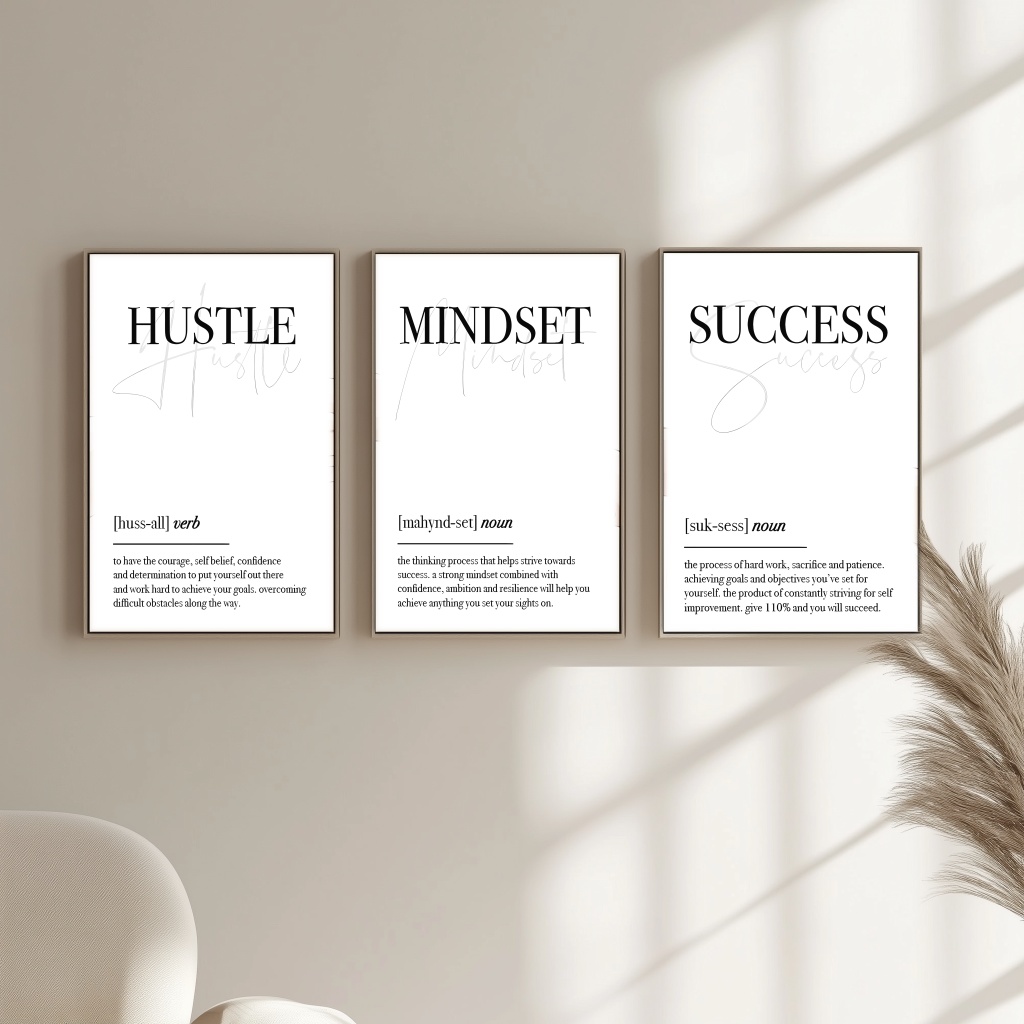 HUSTLE
Hustle
[huss-all] verb
to have the courage, self belief, confidence
and determination to put yourself out there
and work hard to achieve your goals. overcoming
difficult obstacles along the way.
MINDSET
Mindset
[mahynd-set] noun
the thinking process that helps strive towards
success. a strong mindset combined with
confidence, ambition and resilience will help you
achieve anything you set your sights on.
SUCCESS
Success
[suk-sess] noun
the process of hard work, sacrifice and patience.
achieving goals and objectives you've set for
yourself. the product of constantly striving for self
improvement. give 110% and you will succeed.